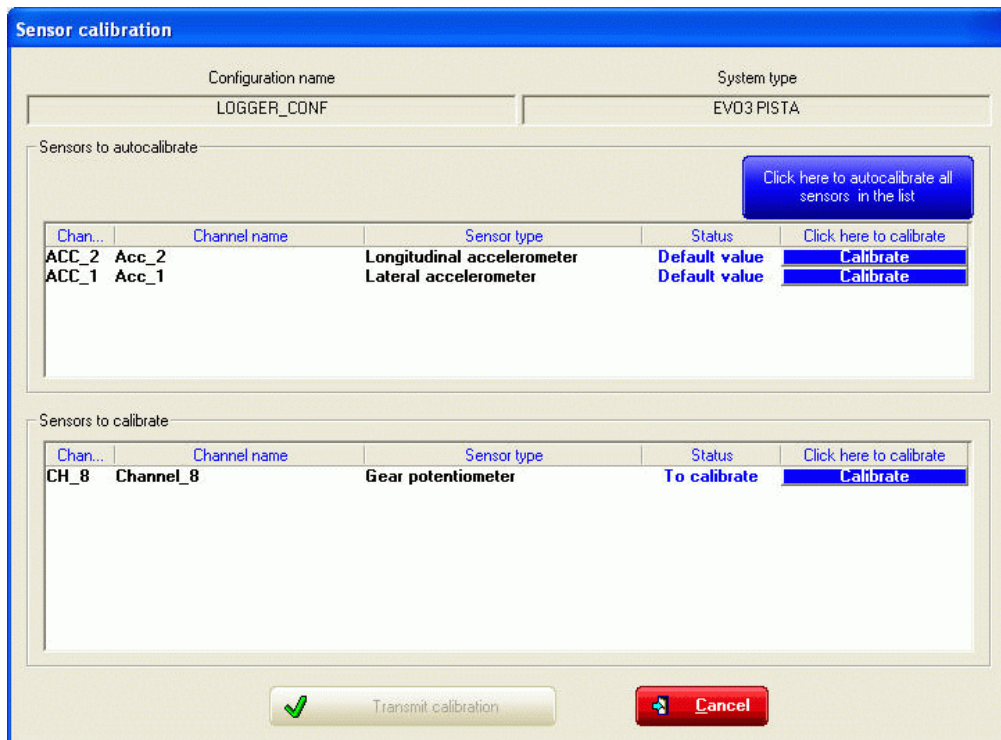 Sensor calibration
Configuration name System type
LOGGER_CONF EVO3 PISTA
Sensors to autocalibrate
Click here to autocalibrate all
sensors in the list
Chan... Channel name Sensor type Status Click here to calibrate
ACC_2 Acc_2 Longitudinal accelerometer Default value Calibrate
ACC_1 Acc_1 Lateral accelerometer Default value Calibrate
Sensors to calibrate
Chan... Channel name Sensor type Status Click here to calibrate
CH_8 Channel_8 Gear potentiometer To calibrate Calibrate
Transmit calibration Cancel